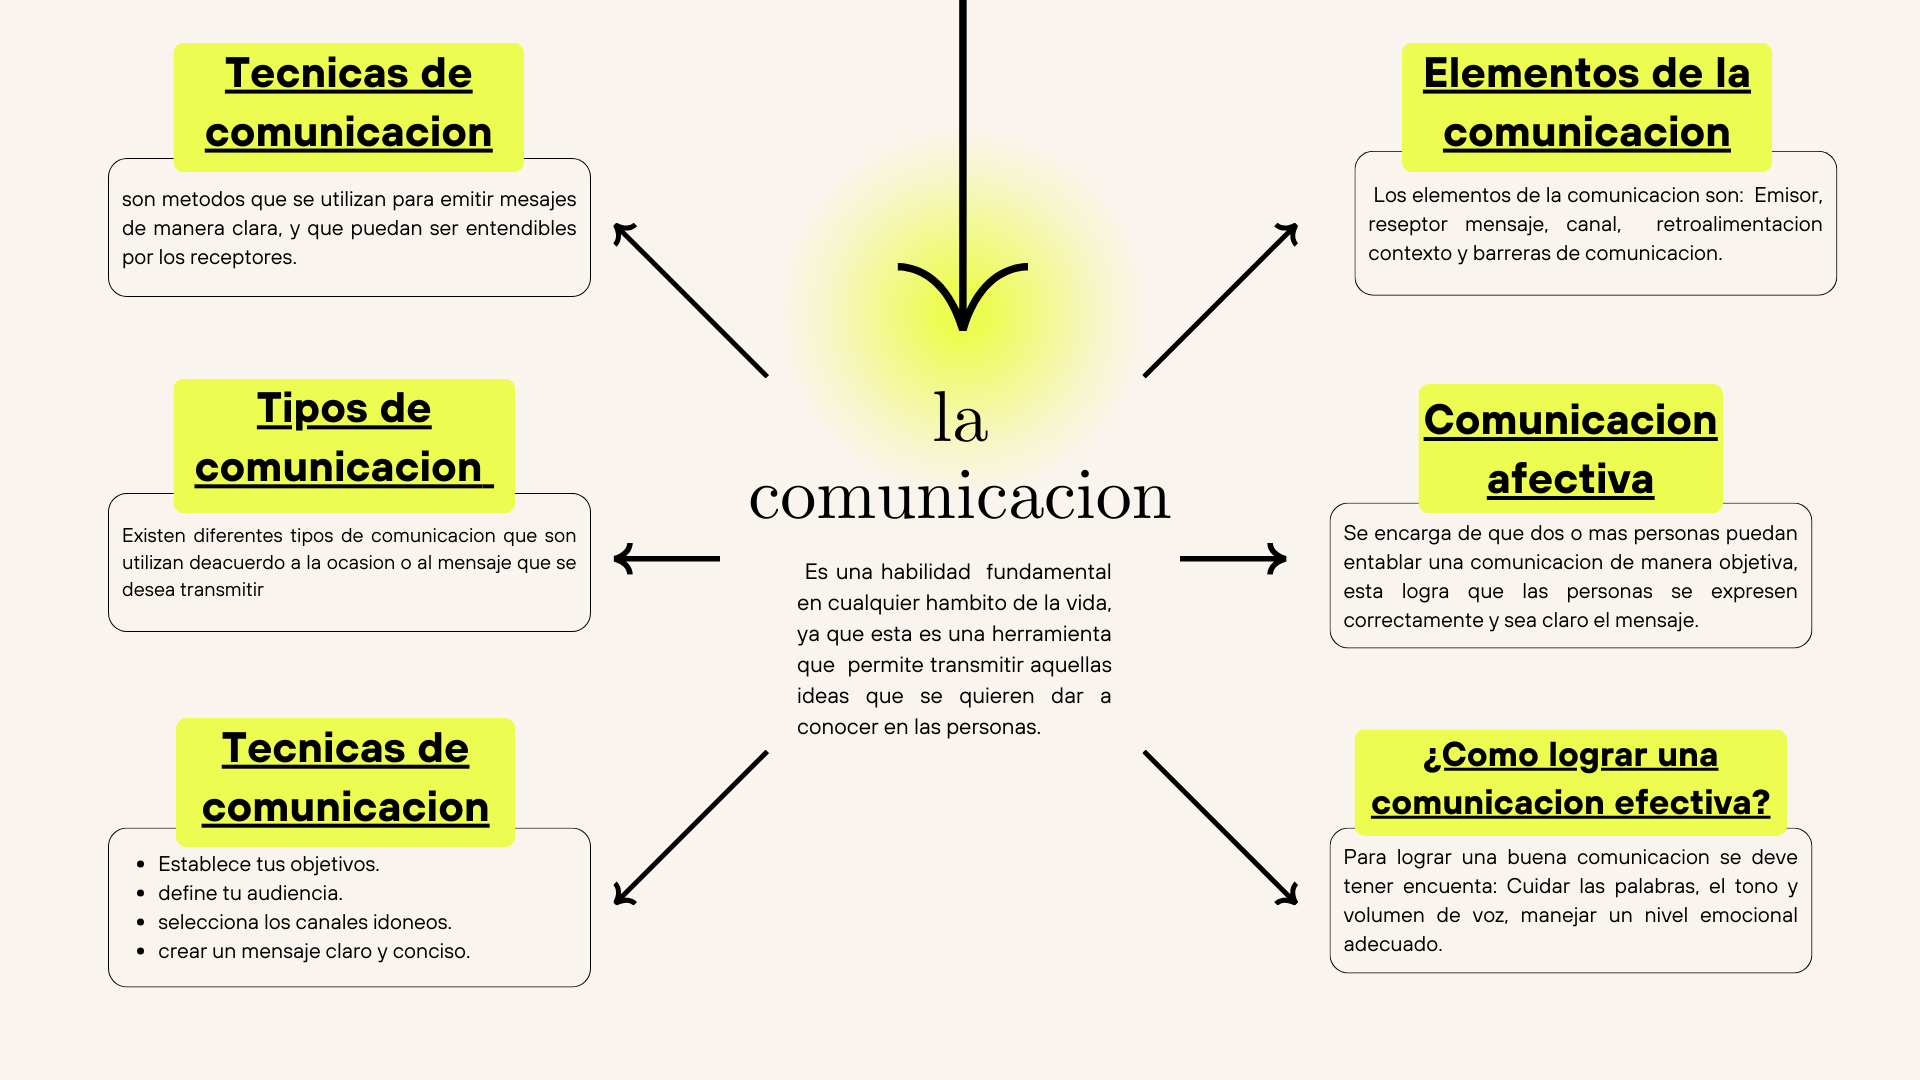 Tecnicas de
comunicacion
son metodos que se utilizan para emitir mesajes
de manera clara, y que puedan ser entendibles
por los receptores.
Tipos de
comunicacion
Existen diferentes tipos de comunicacion que son
utilizan deacuerdo a la ocasion o al mensaje que se
desea transmitir
Tecnicas de
comunicacion
• Establece tus objetivos.
• define tu audiencia.
• selecciona los canales idoneos.
• crear un mensaje claro y conciso.
la
comunicacion
Es una habilidad fundamental
en cualquier hambito de la vida,
ya que esta es una herramienta
que permite transmitir aquellas
ideas que se quieren dar a
conocer en las personas.
Elementos de la
comunicacion
Los elementos de la comunicacion son: Emisor,
reseptor mensaje, canal, retroalimentacion
contexto y barreras de comunicacion.
Comunicacion
afectiva
Se encarga de que dos o mas personas puedan
entablar una comunicacion de manera objetiva,
esta logra que las personas se expresen
correctamente y sea claro el mensaje.
¿Como lograr una
comunicacion efectiva?
Para lograr una buena comunicacion se deve
tener encuenta: Cuidar las palabras, el tono y
volumen de voz, manejar un nivel emocional
adecuado.